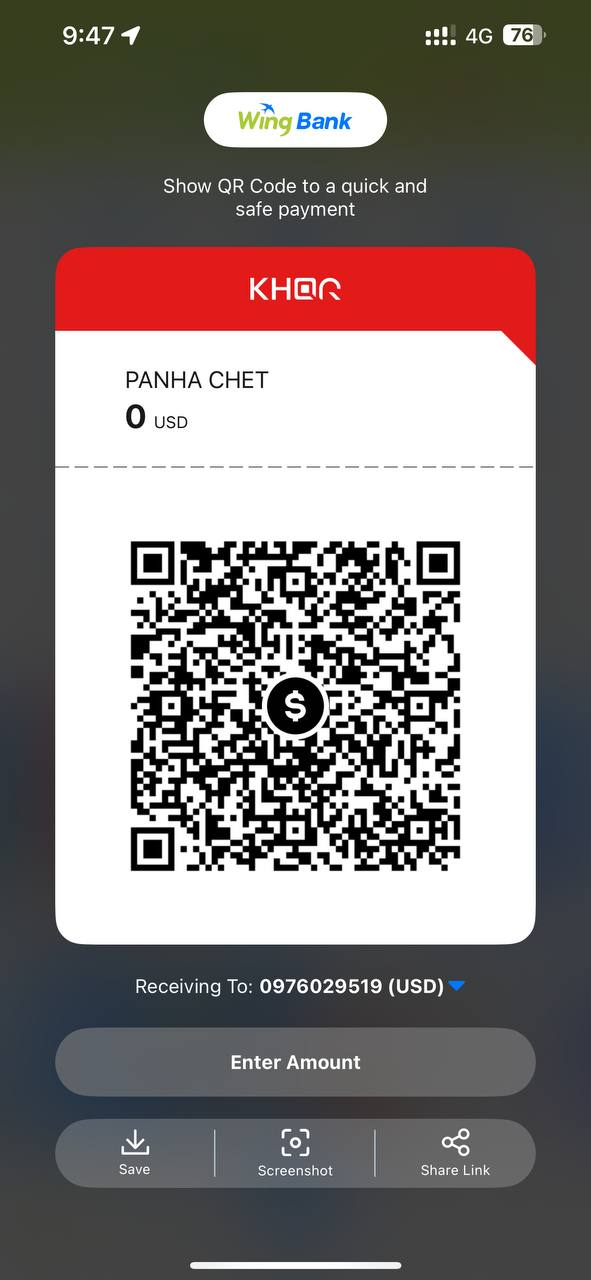 9:47
4G
76
Wing Bank
Show QR Code to a quick and
safe payment
KHQR
PANHA CHET
0 USD
$
Receiving To: 0976029519 (USD)
Enter Amount
Save
Screenshot
Share Link